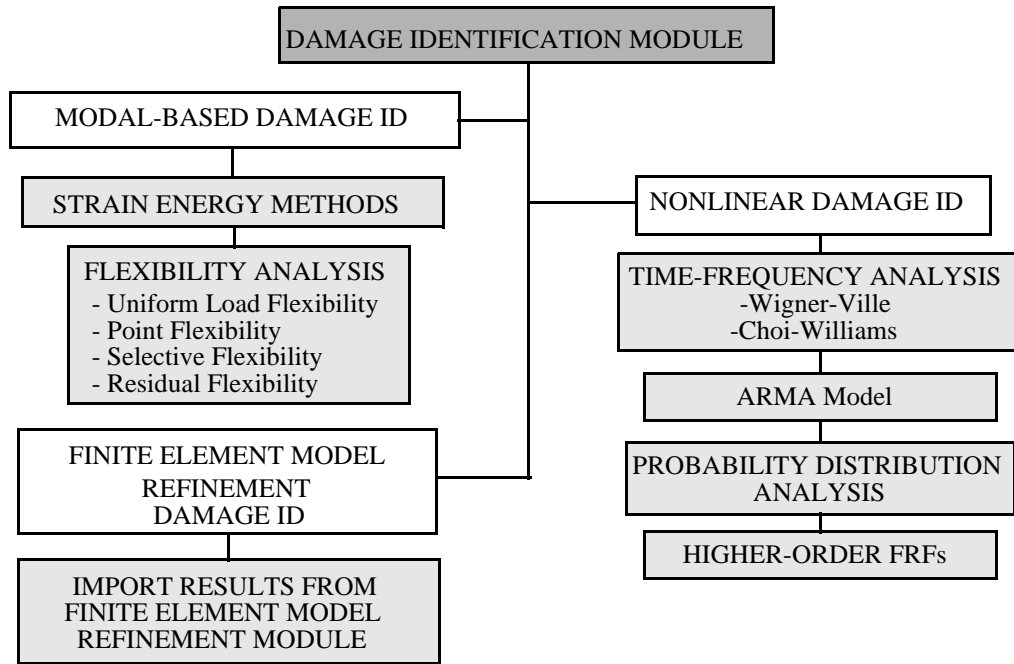 DAMAGE IDENTIFICATION MODULE
MODAL-BASED DAMAGE ID
STRAIN ENERGY METHODS
FLEXIBILITY ANALYSIS
- Uniform Load Flexibility
- Point Flexibility
- Selective Flexibility
- Residual Flexibility
FINITE ELEMENT MODEL
REFINEMENT
DAMAGE ID
IMPORT RESULTS FROM
FINITE ELEMENT MODEL
REFINEMENT MODULE
NONLINEAR DAMAGE ID
TIME-FREQUENCY ANALYSIS
-Wigner-Ville
-Choi-Williams
ARMA Model
PROBABILITY DISTRIBUTION
ANALYSIS
HIGHER-ORDER FRFs